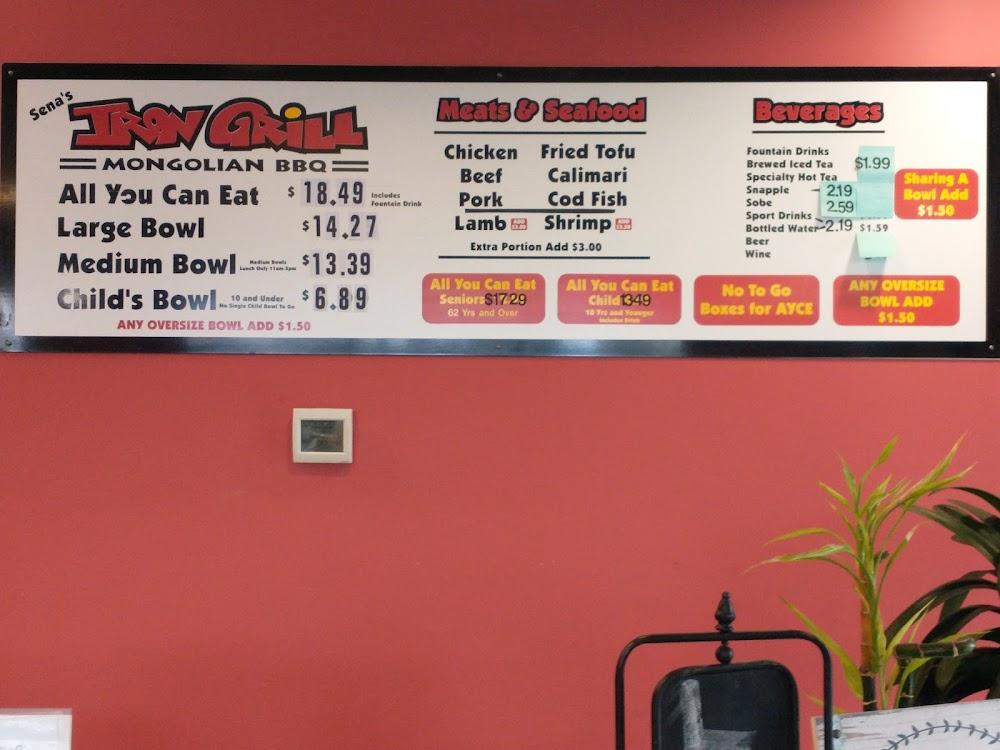 Sena's
IRON GRILL
MONGOLIAN BBQ
All You Can Eat $18.49 Includes Fountain Drink
Large Bowl $14.27
Medium Bowl Medium Bowls Lunch Only 11am-3pm $13.39
Child's Bowl 10 and Under No Single Child Bowl To Go $6.89
ANY OVERSIZE BOWL ADD $1.50
Meats & Seafood
Chicken Fried Tofu
Beef Calimari
Pork Cod Fish
Lamb Shrimp
Extra Portion Add $3.00
All You Can Eat
Seniors $17.29
62 Yrs and Over
All You Can Eat
Child 1349
10 Yrs and Younger
Includes Drink
No To Go
Boxes for AYCE
Beverages
Fountain Drinks
Brewed Iced Tea $1.99
Specialty Hot Tea
Snapple 2.19
Sobe 2.59
Sport Drinks
Bottled Water 2.19 $1.59
Beer
Wine
Sharing A
Bowl Add
$1.50
ANY OVERSIZE
BOWL ADD
$1.50